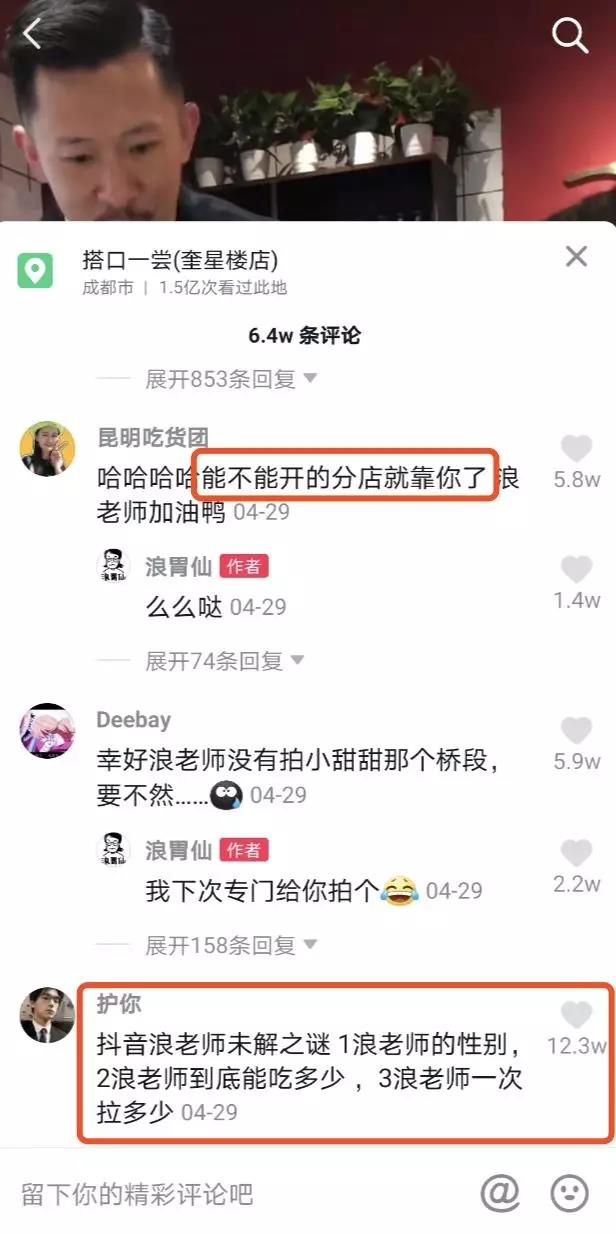 搭口一尝(奎星楼店)
成都市 | 1.5亿次看过此地
6.4w 条评论
展开853条回复
昆明吃货团
哈哈哈哈能不能开的分店就靠你了 浪
老师加油鸭 04-29
5.8w
浪胃仙 作者
么么哒 04-29
1.4w
展开74条回复
Deebay
幸好浪老师没有拍小甜甜那个桥段，
要不然…… 04-29
5.9w
浪胃仙 作者
我下次专门给你拍个😂 04-29
2.2w
展开158条回复
护你
抖音浪老师未解之谜 1浪老师的性别，
2浪老师到底能吃多少 ，3浪老师一次
拉多少 04-29
12.3w
留下你的精彩评论吧
@